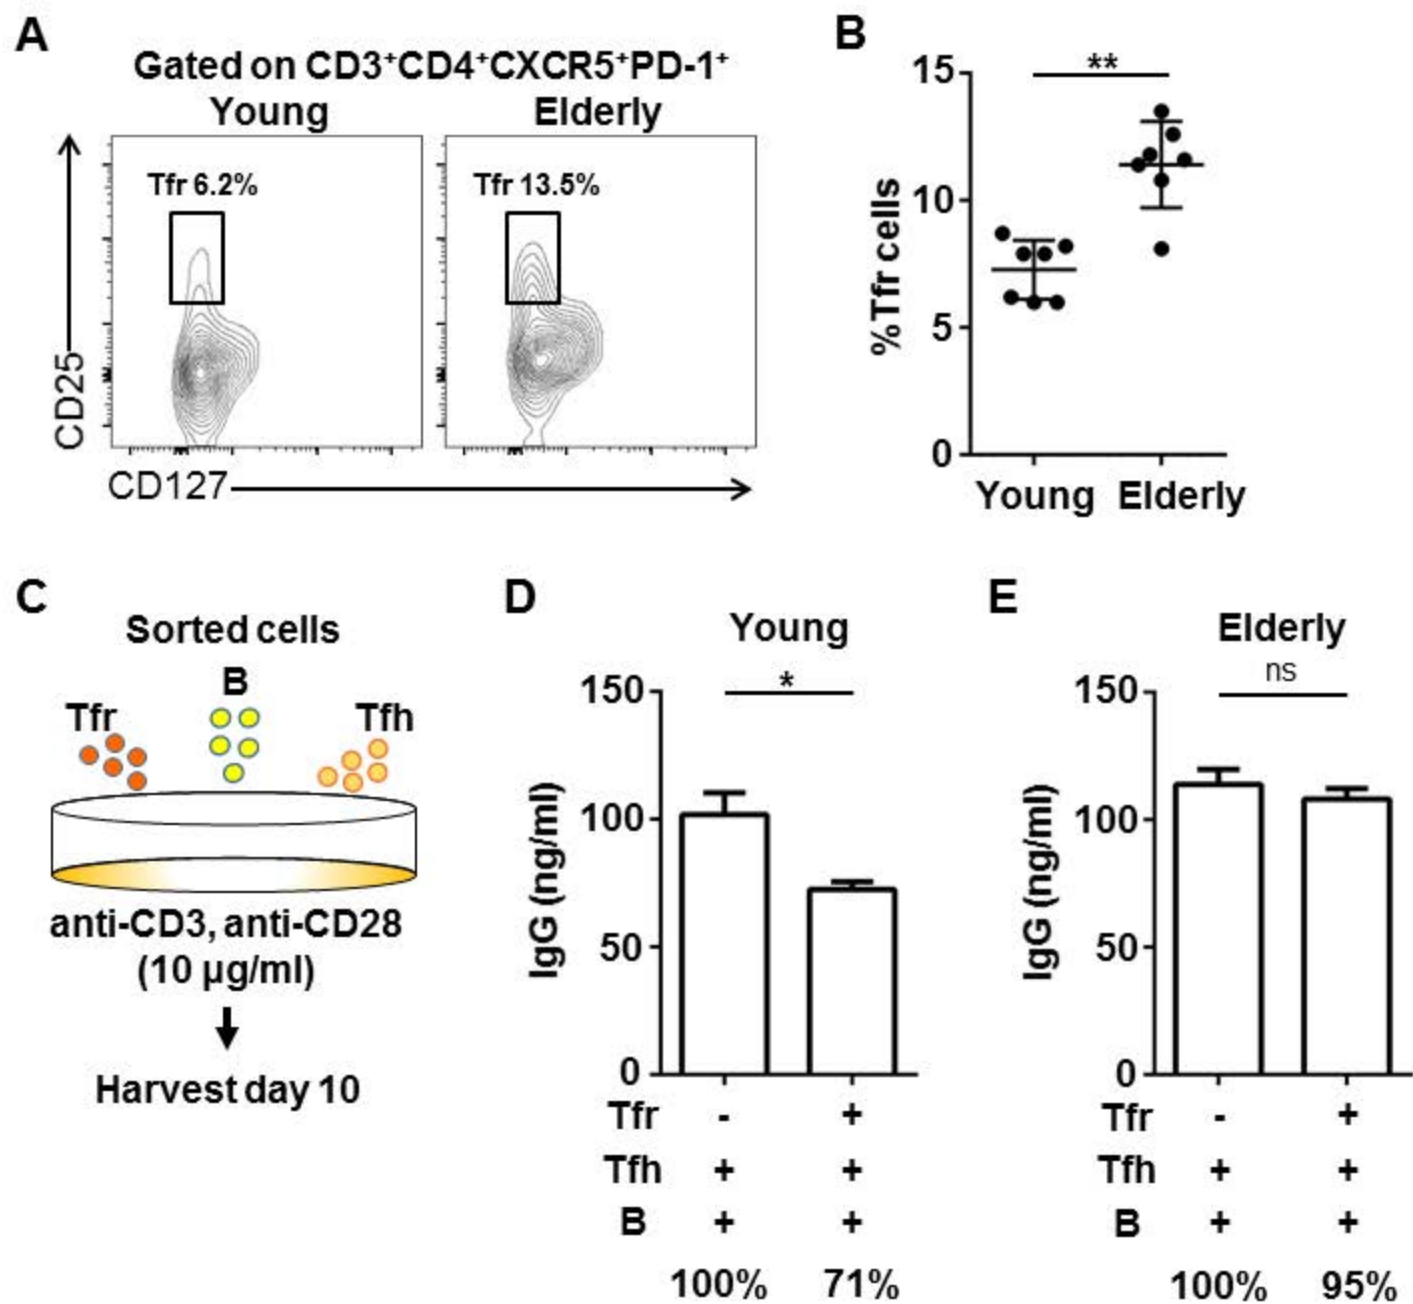 A
Gated on CD3⁺CD4⁺CXCR5⁺PD-1⁺
Young
Elderly
Tfr 6.2%
Tfr 13.5%
CD25
CD127
B
**
15
10
5
0
%Tfr cells
Young
Elderly
C
Sorted cells
B
Tfr
Tfh
anti-CD3, anti-CD28
(10 µg/ml)
Harvest day 10
D
Young
*
150
100
50
0
IgG (ng/ml)
Tfr - +
Tfh + +
B + +
100% 71%
E
Elderly
ns
150
100
50
0
IgG (ng/ml)
Tfr - +
Tfh + +
B + +
100% 95%